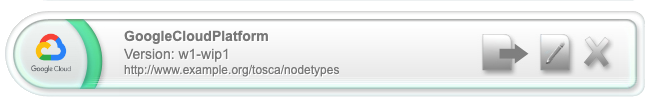 GoogleCloudPlatform
Version: w1-wip1
http://www.example.org/tosca/nodetypes
Google Cloud